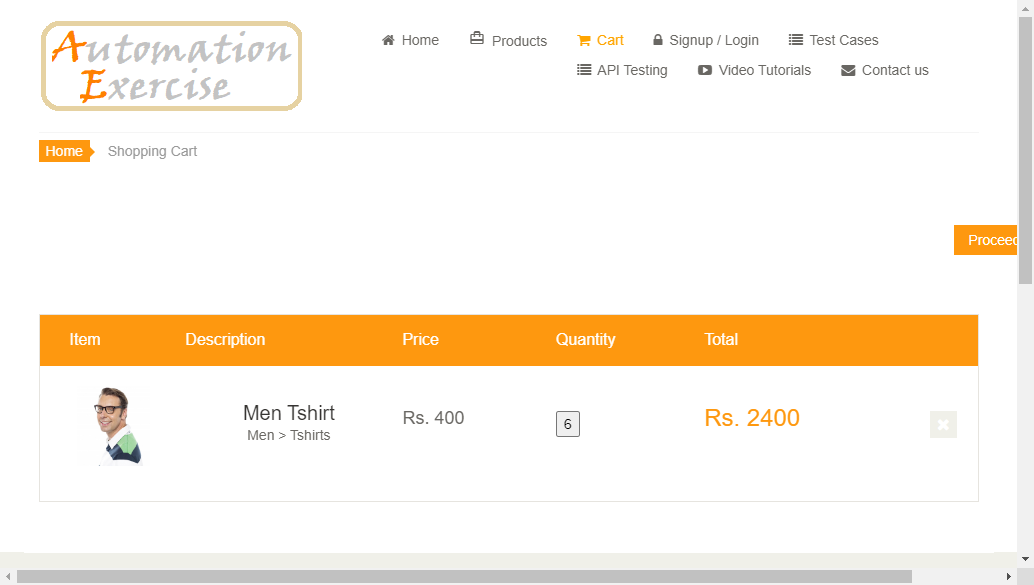 Automation
Exercise
Home
Products
Cart
Signup / Login
Test Cases
API Testing
Video Tutorials
Contact us
Home
Shopping Cart
Proceed
Item Description Price Quantity Total
Men Tshirt
Men > Tshirts
Rs. 400
6
Rs. 2400